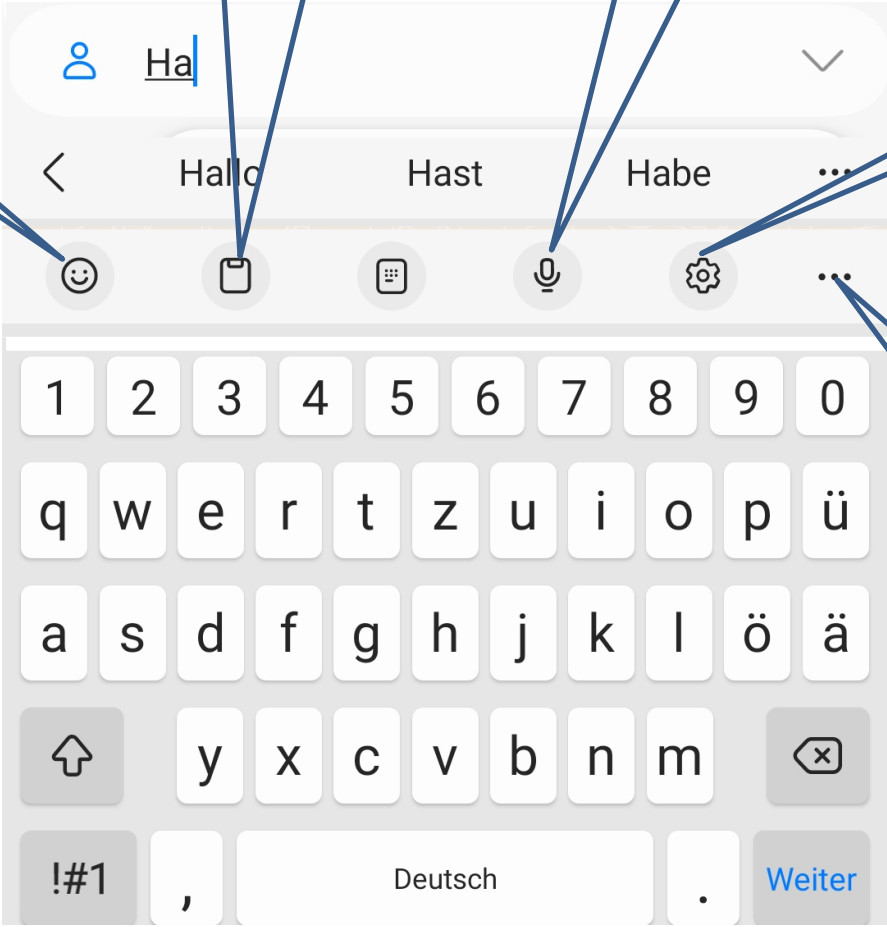 Ha
Hallo Hast Habe
1 2 3 4 5 6 7 8 9 0
q w e r t z u i o p ü
a s d f g h j k l ö ä
y x c v b n m
!#1 , Deutsch . Weiter